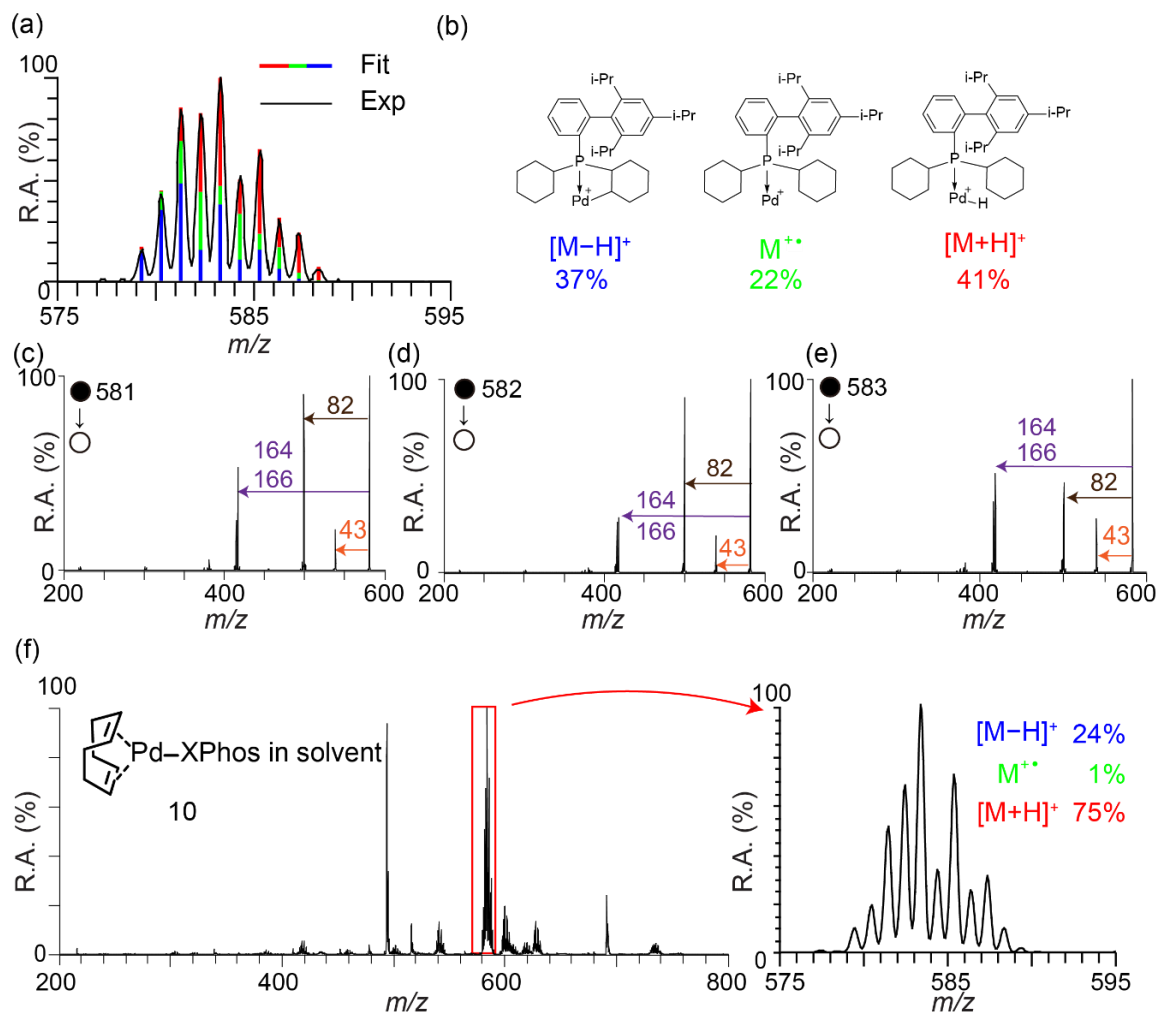 (a)
100
R.A. (%)
0
575
585
595
m/z
Fit
Exp
(b)
i-Pr
i-Pr
i-Pr
P
Pd
+
[M−H]⁺
37%
i-Pr
i-Pr
i-Pr
P
Pd
+
M⁺•
22%
i-Pr
i-Pr
i-Pr
P
Pd
+
H
[M+H]⁺
41%
(c)
100
R.A. (%)
0
581
82
164
166
43
200
400
600
m/z
(d)
100
R.A. (%)
0
582
82
164
166
43
200
400
600
m/z
(e)
100
R.A. (%)
0
583
164
166
82
43
200
400
600
m/z
(f)
100
R.A. (%)
0
Pd–XPhos in solvent
10
200
400
600
800
m/z
100
R.A. (%)
0
[M−H]⁺ 24%
M⁺• 1%
[M+H]⁺ 75%
575
585
595
m/z